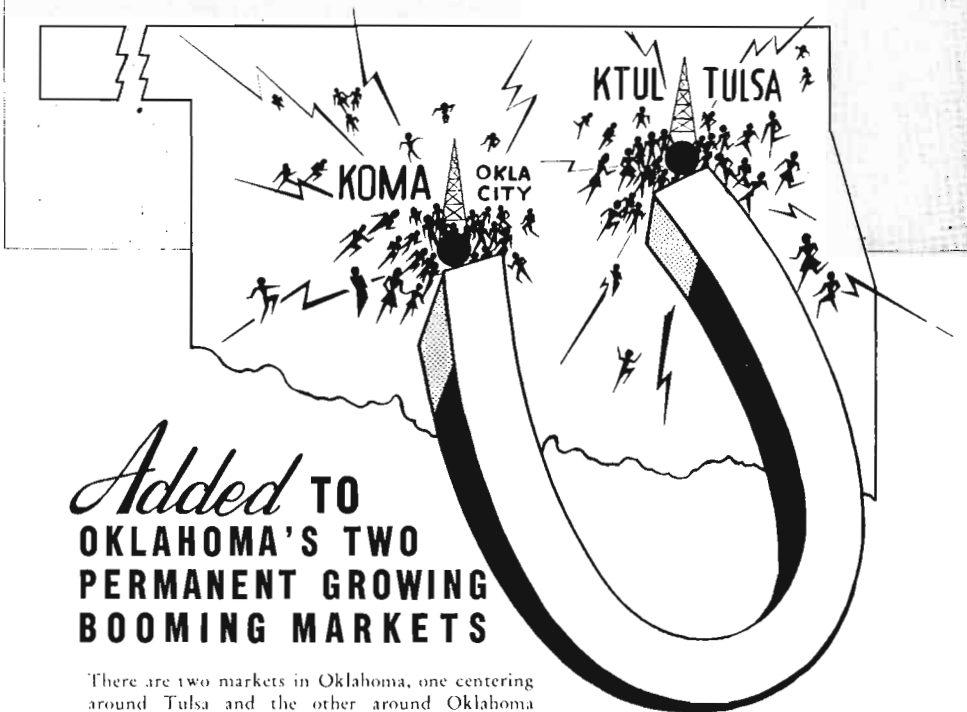 KTUL TULSA
KOMA OKLA
CITY
Added TO
OKLAHOMA'S TWO
PERMANENT GROWING
BOOMING MARKETS
There are two markets in Oklahoma, one centering
around Tulsa and the other around Oklahoma